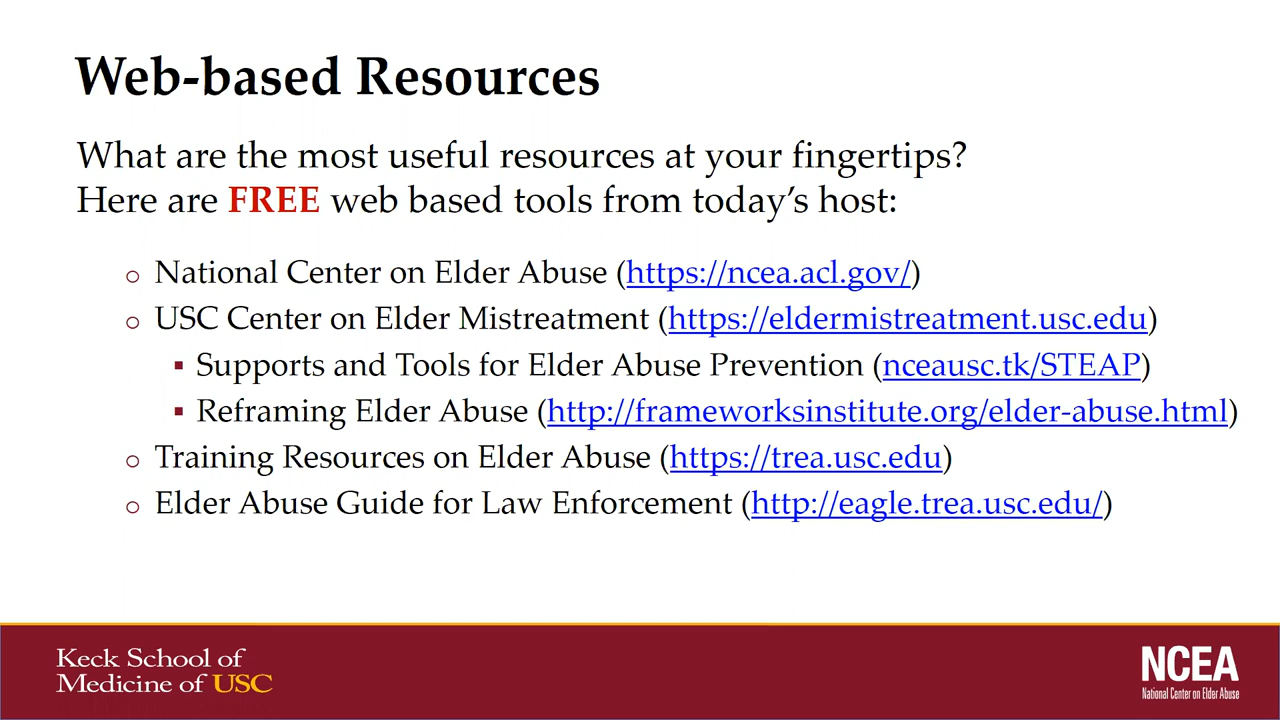 Web-based Resources
What are the most useful resources at your fingertips?
Here are FREE web based tools from today’s host:
○ National Center on Elder Abuse (https://ncea.acl.gov/)
○ USC Center on Elder Mistreatment (https://eldermistreatment.usc.edu)
▪ Supports and Tools for Elder Abuse Prevention (nceausc.tk/STEAP)
▪ Reframing Elder Abuse (http://frameworksinstitute.org/elder-abuse.html)
○ Training Resources on Elder Abuse (https://trea.usc.edu)
○ Elder Abuse Guide for Law Enforcement (http://eagle.trea.usc.edu/)
Keck School of
Medicine of USC
NCEA
National Center on Elder Abuse